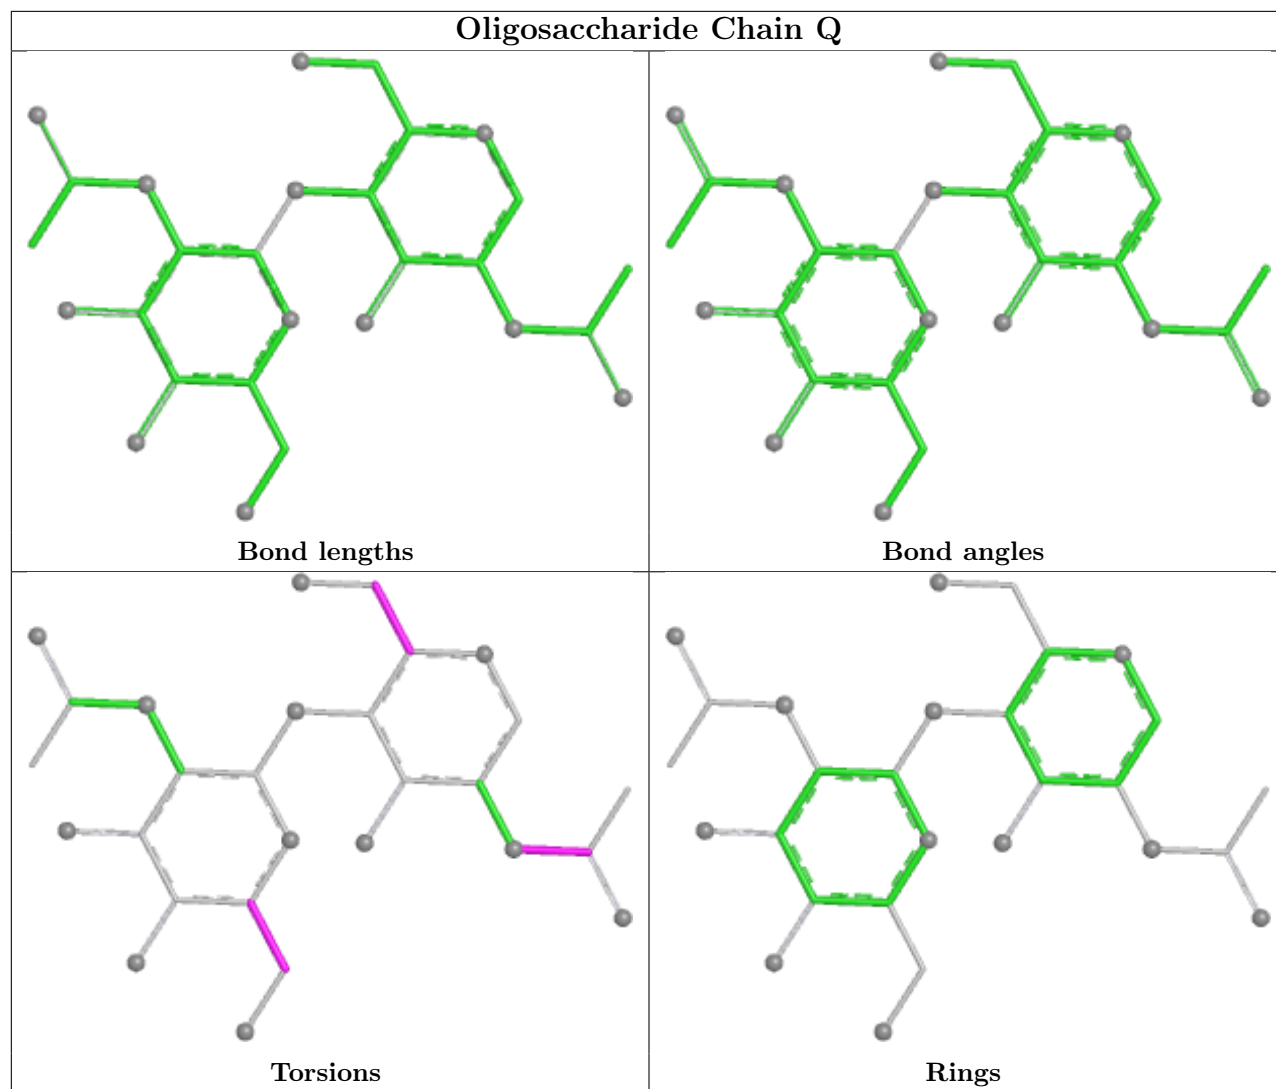 Oligosaccharide Chain Q
Bond lengths
Bond angles
Torsions
Rings